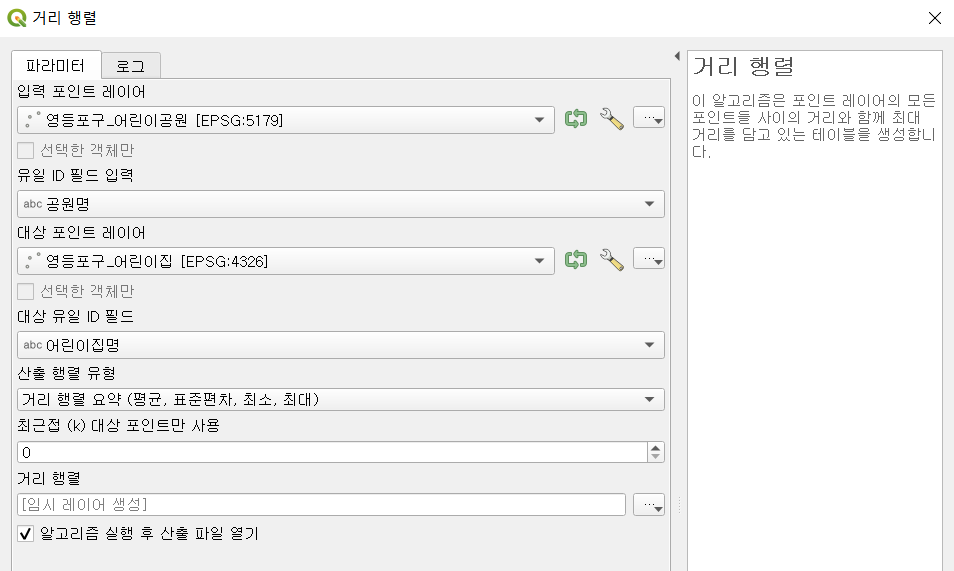 거리 행렬
파라미터
로그
입력 포인트 레이어
영등포구_어린이공원 [EPSG:5179]
선택한 객체만
유일 ID 필드 입력
abc 공원명
대상 포인트 레이어
영등포구_어린이집 [EPSG:4326]
선택한 객체만
대상 유일 ID 필드
abc 어린이집명
산출 행렬 유형
거리 행렬 요약 (평균, 표준편차, 최소, 최대)
최근접 (k) 대상 포인트만 사용
0
거리 행렬
[임시 레이어 생성]
알고리즘 실행 후 산출 파일 열기
거리 행렬
이 알고리즘은 포인트 레이어의 모든
포인트들 사이의 거리와 함께 최대
거리를 담고 있는 테이블을 생성합니
다.